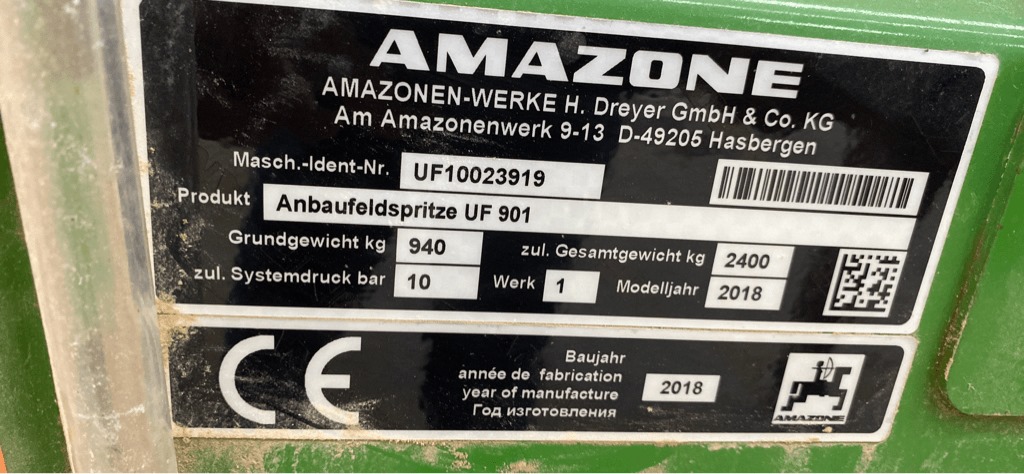 AMAZONE
AMAZONEN-WERKE H. Dreyer GmbH & Co. KG
Am Amazonenwerk 9-13 D-49205 Hasbergen
Masch.-Ident-Nr. UF10023919
Produkt Anbaufeldspritze UF 901
Grundgewicht kg 940 zul. Gesamtgewicht kg 2400
zul. Systemdruck bar 10 Werk 1 Modelljahr 2018
CE
Baujahr
année de fabrication
year of manufacture 2018
Год изготовления
AMAZONE